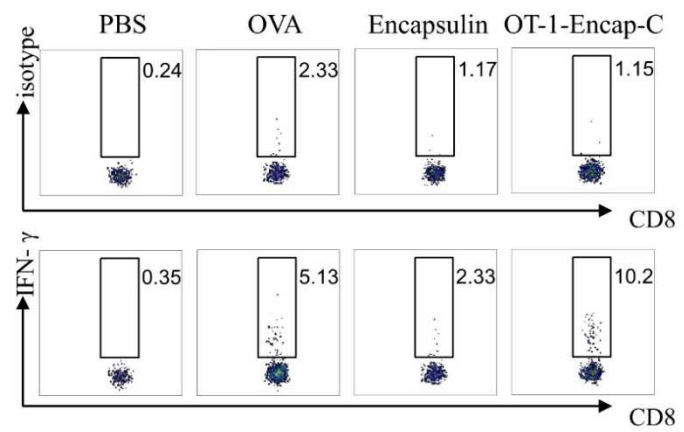 PBS OVA Encapsulin OT-1-Encap-C
isotype
0.24 2.33 1.17 1.15
CD8
IFN- γ
0.35 5.13 2.33 10.2
CD8